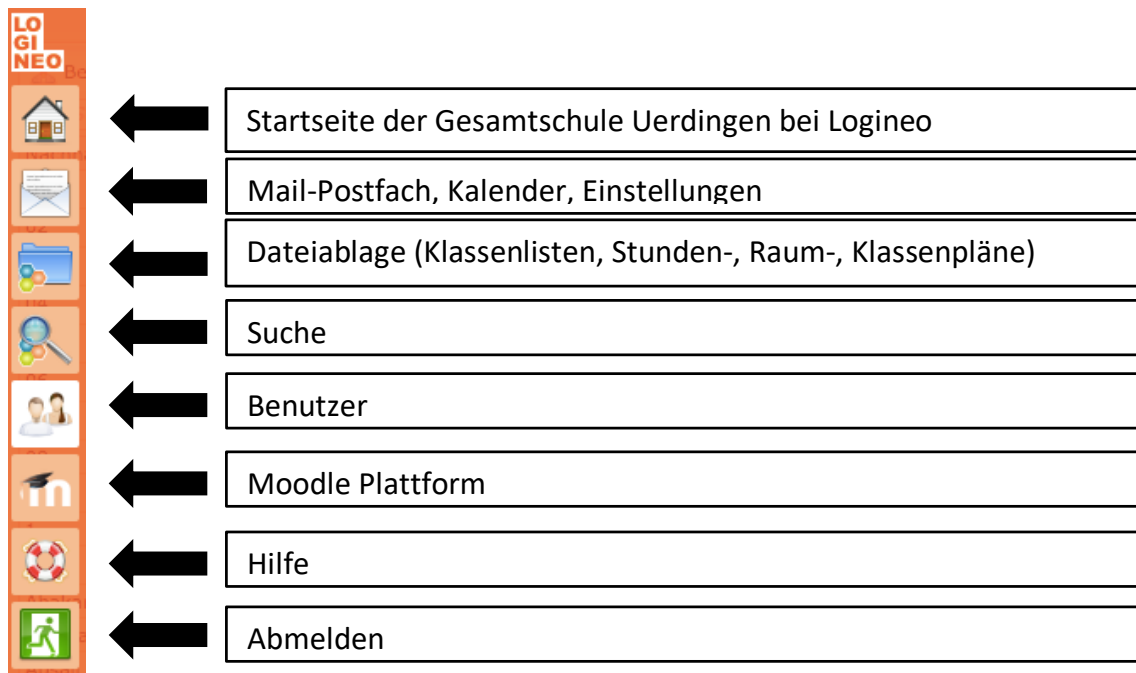 LO
GI
NEO
Be
Startseite der Gesamtschule Uerdingen bei Logineo
Mail-Postfach, Kalender, Einstellungen
Dateiablage (Klassenlisten, Stunden-, Raum-, Klassenpläne)
Suche
Benutzer
Moodle Plattform
m
Hilfe
Abmelden